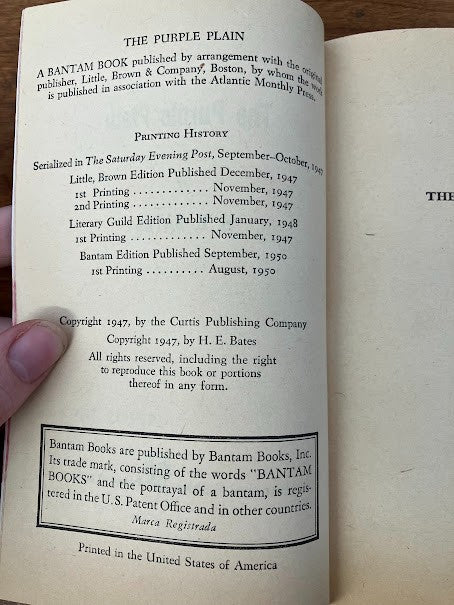 THE PURPLE PLAIN
A BANTAM BOOK published by arrangement with the original
publisher, Little, Brown & Company, Boston, by whom the work
is published in association with the Atlantic Monthly Press.
PRINTING HISTORY
Serialized in The Saturday Evening Post, September–October, 1947
Little, Brown Edition Published December, 1947
1st Printing . . . . . . . . . . . . . November, 1947
2nd Printing . . . . . . . . . . . . . November, 1947
Literary Guild Edition Published January, 1948
1st Printing . . . . . . . . . . . . . November, 1947
Bantam Edition Published September, 1950
1st Printing . . . . . . . . . . August, 1950
Copyright 1947, by the Curtis Publishing Company
Copyright 1947, by H. E. Bates
All rights reserved, including the right
to reproduce this book or portions
thereof in any form.
Bantam Books are published by Bantam Books, Inc.
Its trade mark, consisting of the words "BANTAM
BOOKS" and the portrayal of a bantam, is regis-
tered in the U.S. Patent Office and in other countries.
Marca Registrada
Printed in the United States of America
THE